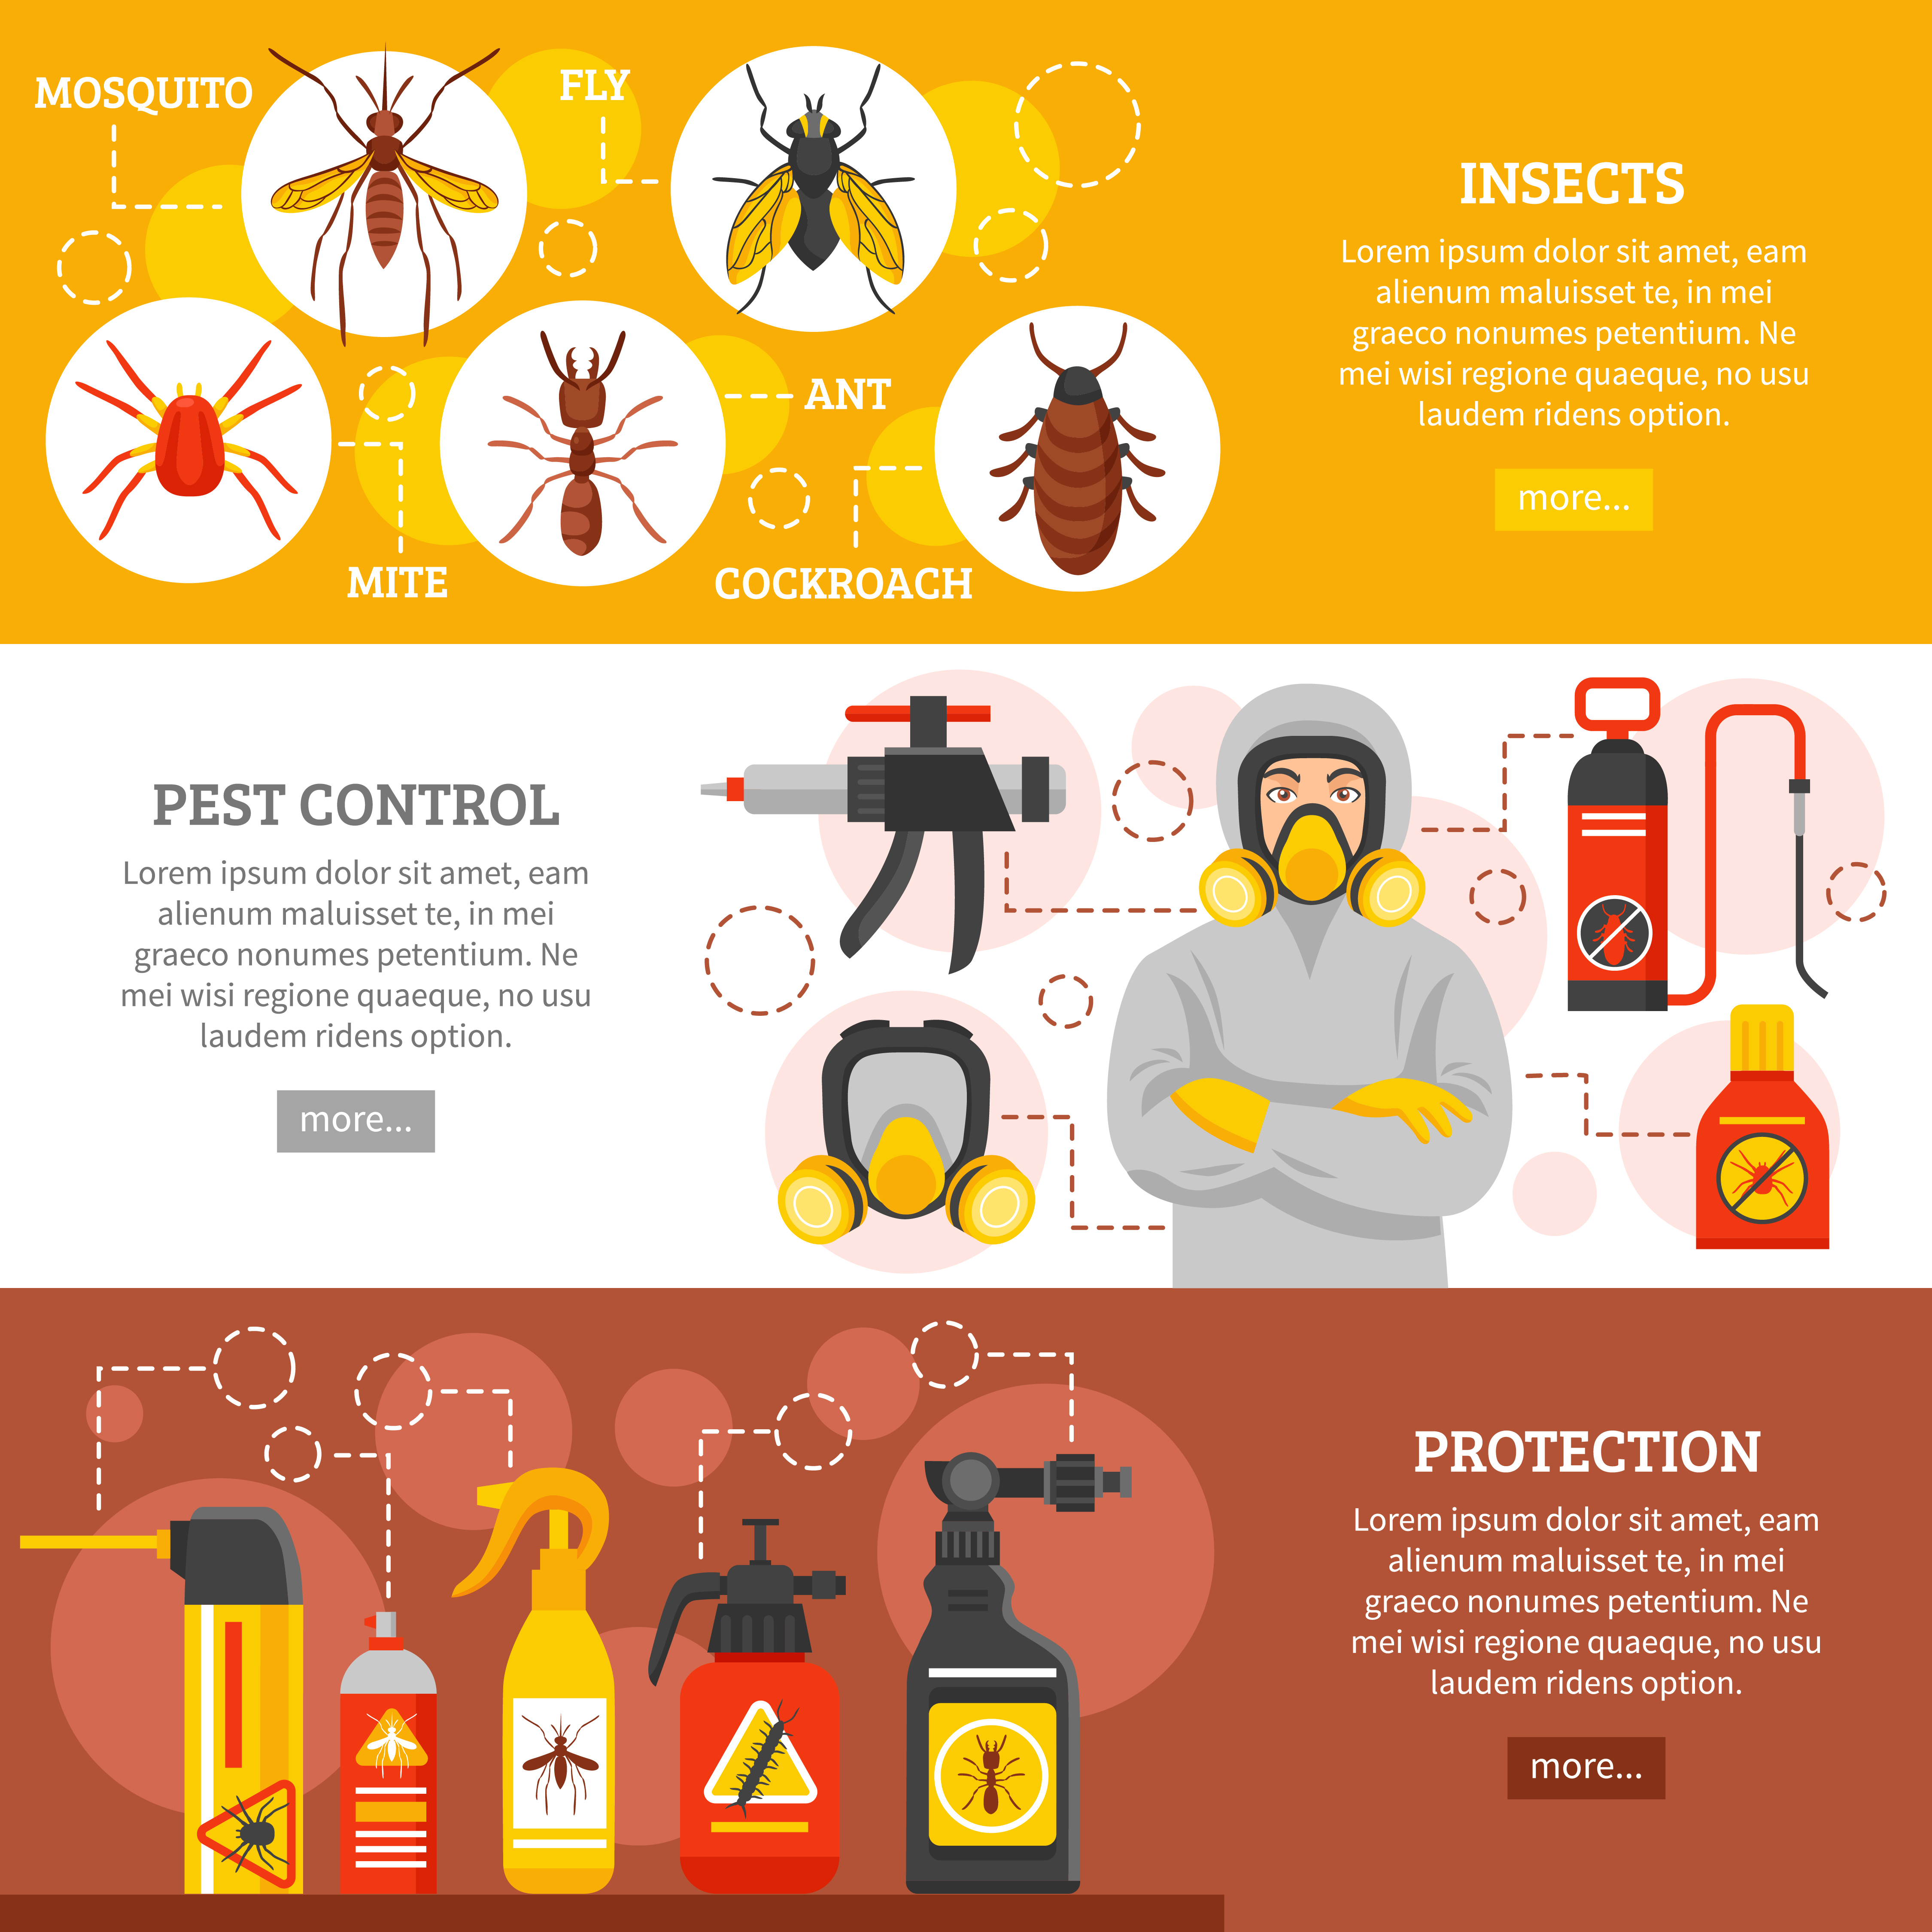 MOSQUITO
FLY
MITE
ANT
COCKROACH
INSECTS
Lorem ipsum dolor sit amet, eam
alienum maluisset te, in mei
graeco nonumes petentium. Ne
mei wisi regione quaeque, no usu
laudem ridens option.
more...
PEST CONTROL
Lorem ipsum dolor sit amet, eam
alienum maluisset te, in mei
graeco nonumes petentium. Ne
mei wisi regione quaeque, no usu
laudem ridens option.
more...
PROTECTION
Lorem ipsum dolor sit amet, eam
alienum maluisset te, in mei
graeco nonumes petentium. Ne
mei wisi regione quaeque, no usu
laudem ridens option.
more...